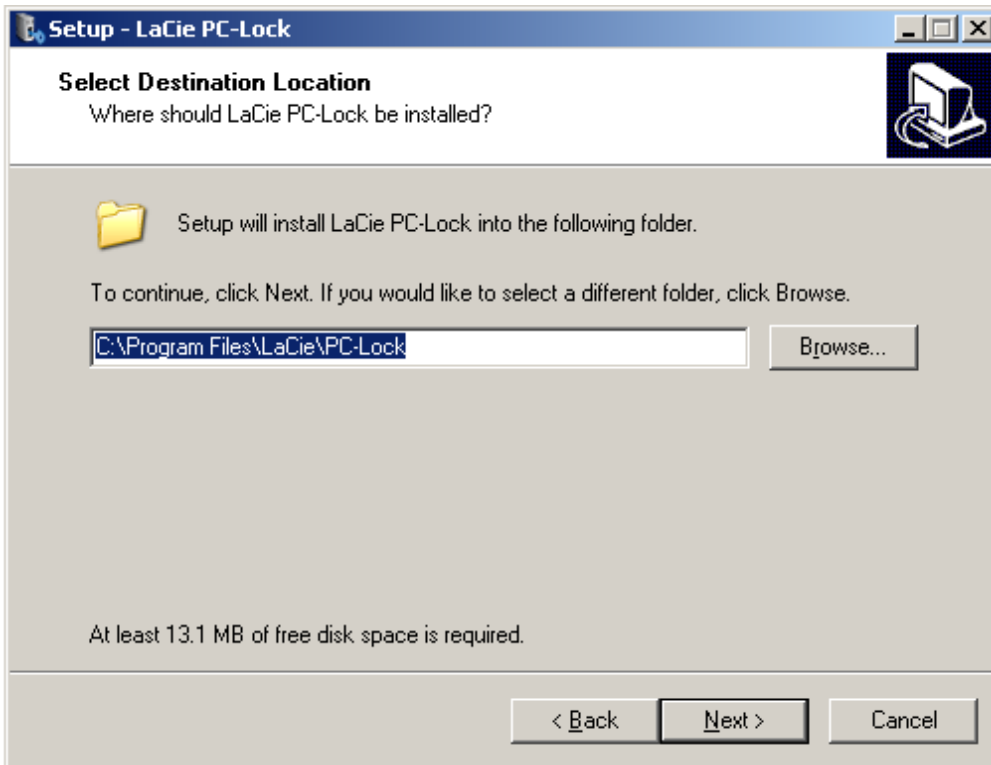 Setup - LaCie PC-Lock
Select Destination Location
Where should LaCie PC-Lock be installed?
Setup will install LaCie PC-Lock into the following folder.
To continue, click Next. If you would like to select a different folder, click Browse.
C:\Program Files\LaCie\PC-Lock
Browse...
At least 13.1 MB of free disk space is required.
< Back
Next >
Cancel